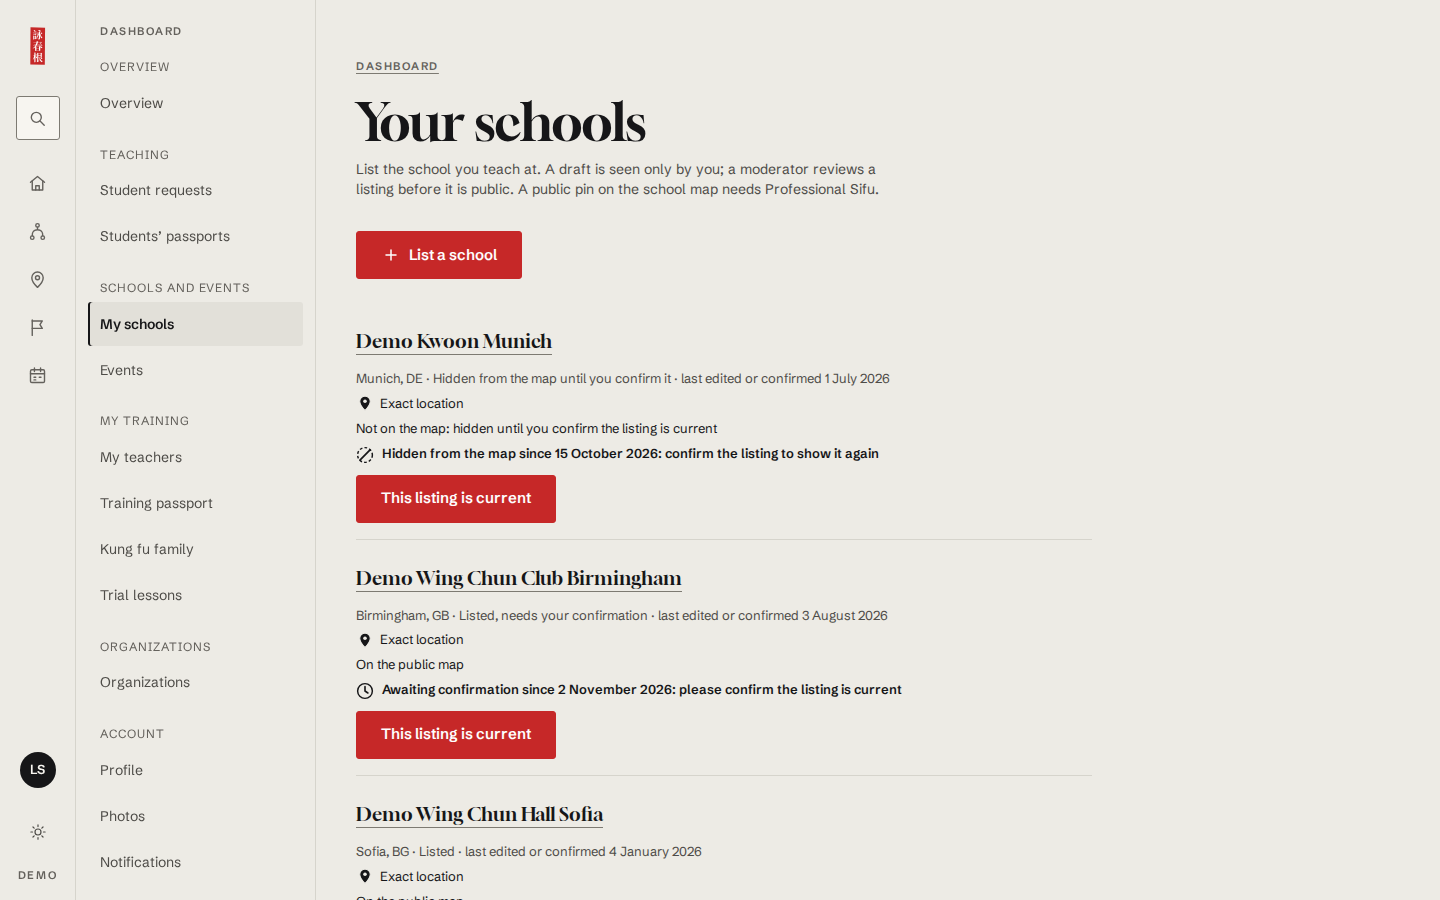 詠春根
DASHBOARD
OVERVIEW
Overview
TEACHING
Student requests
Students’ passports
SCHOOLS AND EVENTS
My schools
Events
MY TRAINING
My teachers
Training passport
Kung fu family
Trial lessons
ORGANIZATIONS
Organizations
ACCOUNT
Profile
Photos
Notifications
LS
DEMO
DASHBOARD
Your schools
List the school you teach at. A draft is seen only by you; a moderator reviews a
listing before it is public. A public pin on the school map needs Professional Sifu.
List a school
Demo Kwoon Munich
Munich, DE · Hidden from the map until you confirm it · last edited or confirmed 1 July 2026
Exact location
Not on the map: hidden until you confirm the listing is current
Hidden from the map since 15 October 2026: confirm the listing to show it again
This listing is current
Demo Wing Chun Club Birmingham
Birmingham, GB · Listed, needs your confirmation · last edited or confirmed 3 August 2026
Exact location
On the public map
Awaiting confirmation since 2 November 2026: please confirm the listing is current
This listing is current
Demo Wing Chun Hall Sofia
Sofia, BG · Listed · last edited or confirmed 4 January 2026
Exact location
On the public map